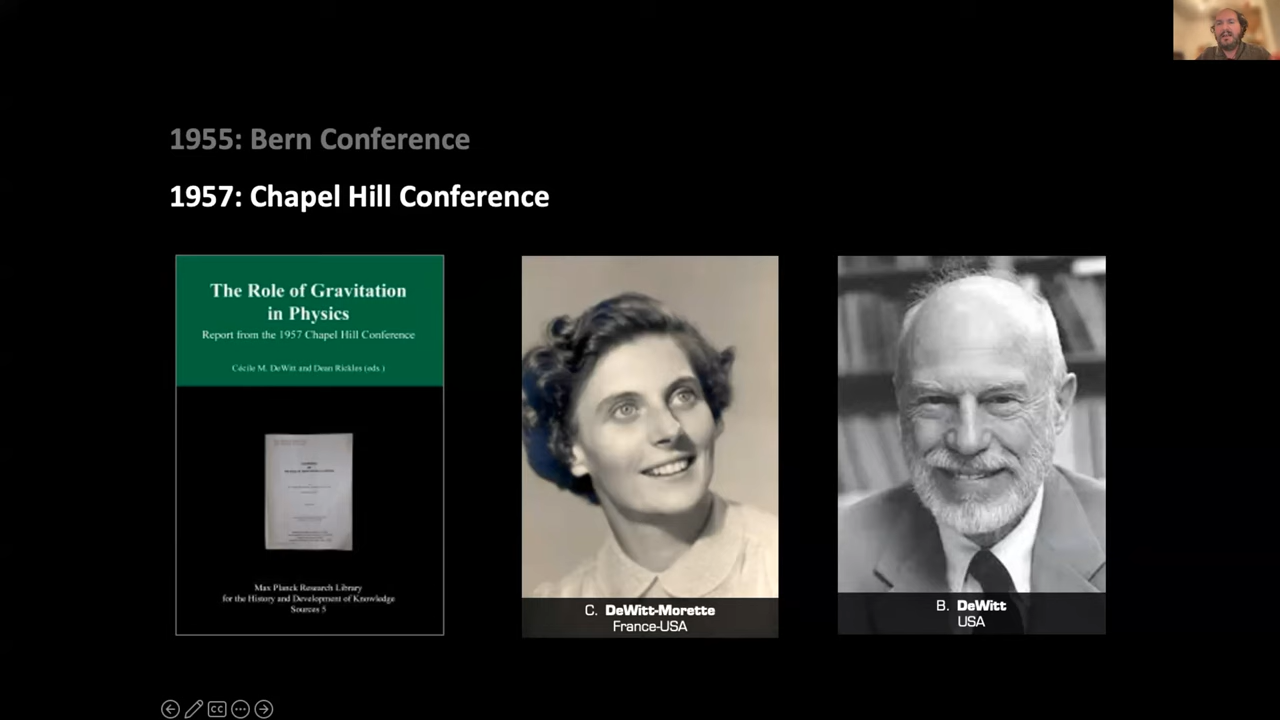 1955: Bern Conference
1957: Chapel Hill Conference
The Role of Gravitation
in Physics
Report from the 1957 Chapel Hill Conference
Cécile M. DeWitt and Dean Rickles (eds.)
Max Planck Research Library
for the History and Development of Knowledge
Sources 5
C. DeWitt-Morette
France-USA
B. DeWitt
USA
CC